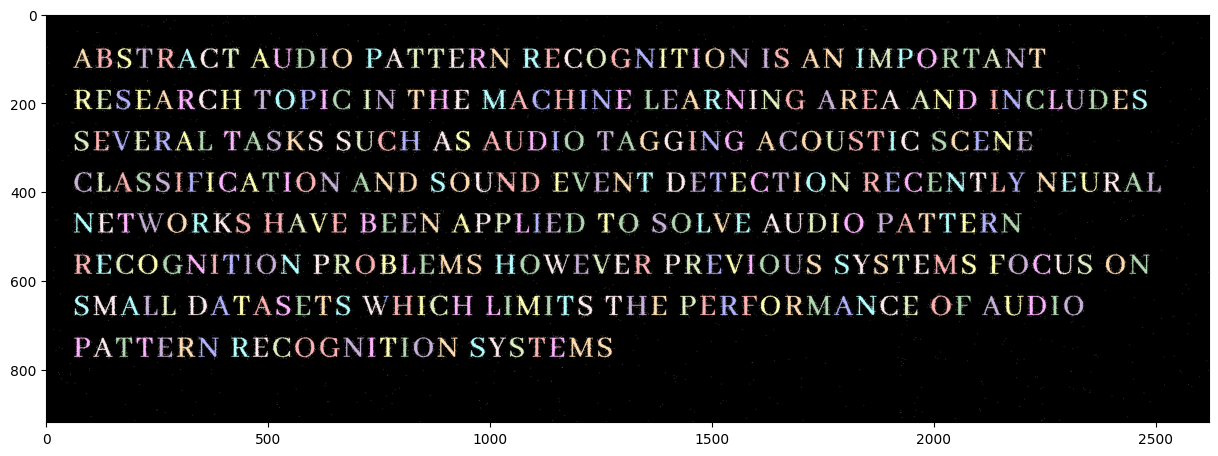 0
200
400
600
800
ABSTRACT AUDIO PATTERN RECOGNITION IS AN IMPORTANT
RESEARCH TOPIC IN THE MACHINE LEARNING AREA AND INCLUDES
SEVERAL TASKS SUCH AS AUDIO TAGGING ACOUSTIC SCENE
CLASSIFICATION AND SOUND EVENT DETECTION RECENTLY NEURAL
NETWORKS HAVE BEEN APPLIED TO SOLVE AUDIO PATTERN
RECOGNITION PROBLEMS HOWEVER PREVIOUS SYSTEMS FOCUS ON
SMALL DATASETS WHICH LIMITS THE PERFORMANCE OF AUDIO
PATTERN RECOGNITION SYSTEMS
0 500 1000 1500 2000 2500